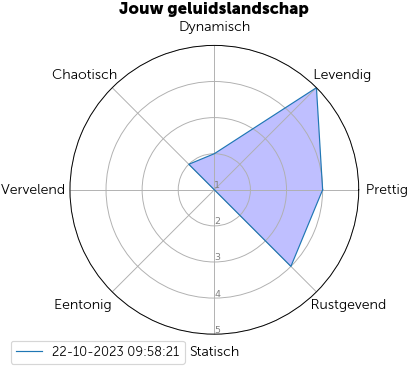 Jouw geluidslandschap
Dynamisch
Chaotisch
Levendig
Vervelend
1
Prettig
2
3
4
Eentonig
Rustgevend
5
22-10-2023 09:58:21
Statisch